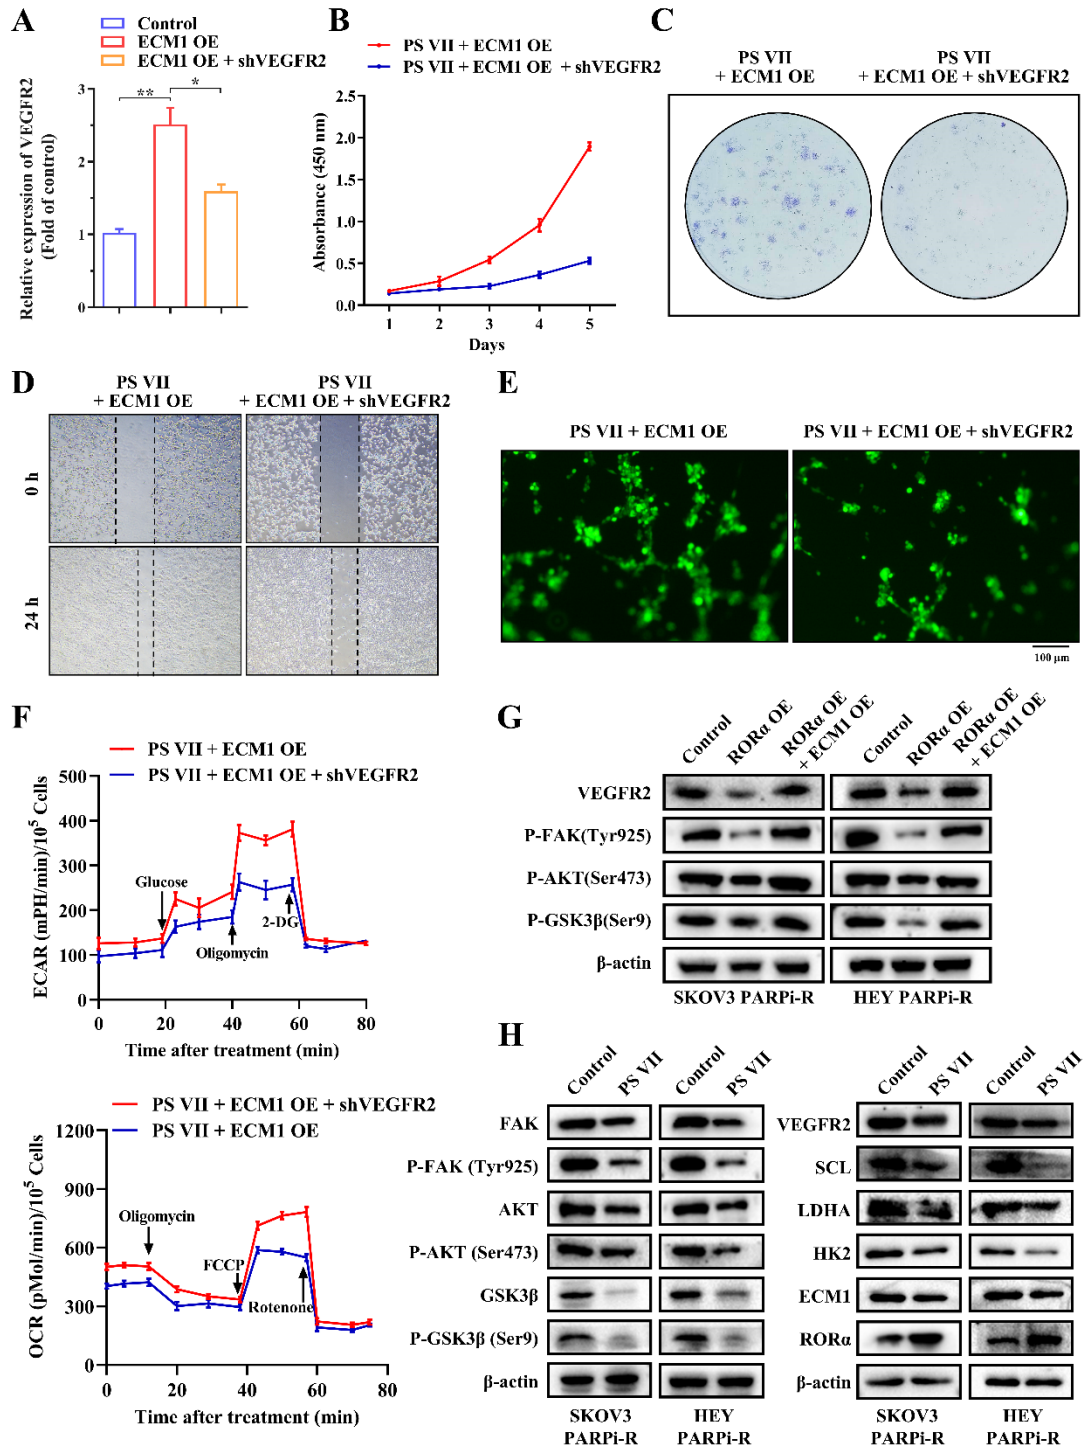 A
Control
ECM1 OE
ECM1 OE + shVEGFR2
Relative expression of VEGFR2
(Fold of control)
3
2
1
0
**
*
B
PS VII + ECM1 OE
PS VII + ECM1 OE + shVEGFR2
Absorbance (450 nm)
2.5
2.0
1.5
1.0
0.5
0.0
1 2 3 4 5
Days
C
PS VII
+ ECM1 OE
PS VII
+ ECM1 OE + shVEGFR2
D
PS VII
+ ECM1 OE
PS VII
+ ECM1 OE + shVEGFR2
0 h
24 h
E
PS VII + ECM1 OE
PS VII + ECM1 OE + shVEGFR2
100 μm
F
PS VII + ECM1 OE
PS VII + ECM1 OE + shVEGFR2
ECAR (mPH/min)/10⁵ Cells
500
400
300
200
100
0
Glucose
Oligomycin
2-DG
0 20 40 60 80
Time after treatment (min)
PS VII + ECM1 OE + shVEGFR2
PS VII + ECM1 OE
OCR (pMol/min)/10⁵ Cells
1200
900
600
300
0
Oligomycin
FCCP
Rotenone
0 20 40 60 80
Time after treatment (min)
G
Control
RORα OE
RORα OE
+ ECM1 OE
Control
RORα OE
RORα OE
+ ECM1 OE
VEGFR2
P-FAK(Tyr925)
P-AKT(Ser473)
P-GSK3β(Ser9)
β-actin
SKOV3 PARPi-R
HEY PARPi-R
H
Control
PS VII
Control
PS VII
FAK
P-FAK (Tyr925)
AKT
P-AKT (Ser473)
GSK3β
P-GSK3β (Ser9)
β-actin
SKOV3
PARPi-R
HEY
PARPi-R
Control
PS VII
Control
PS VII
VEGFR2
SCL
LDHA
HK2
ECM1
RORα
β-actin
SKOV3
PARPi-R
HEY
PARPi-R